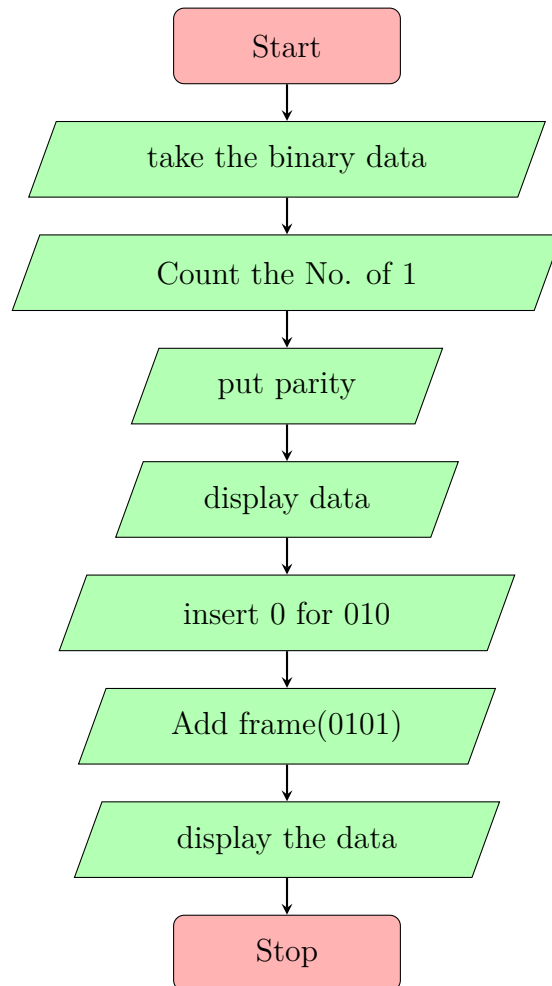 Start
take the binary data
Count the No. of 1
put parity
display data
insert 0 for 010
Add frame(0101)
display the data
Stop